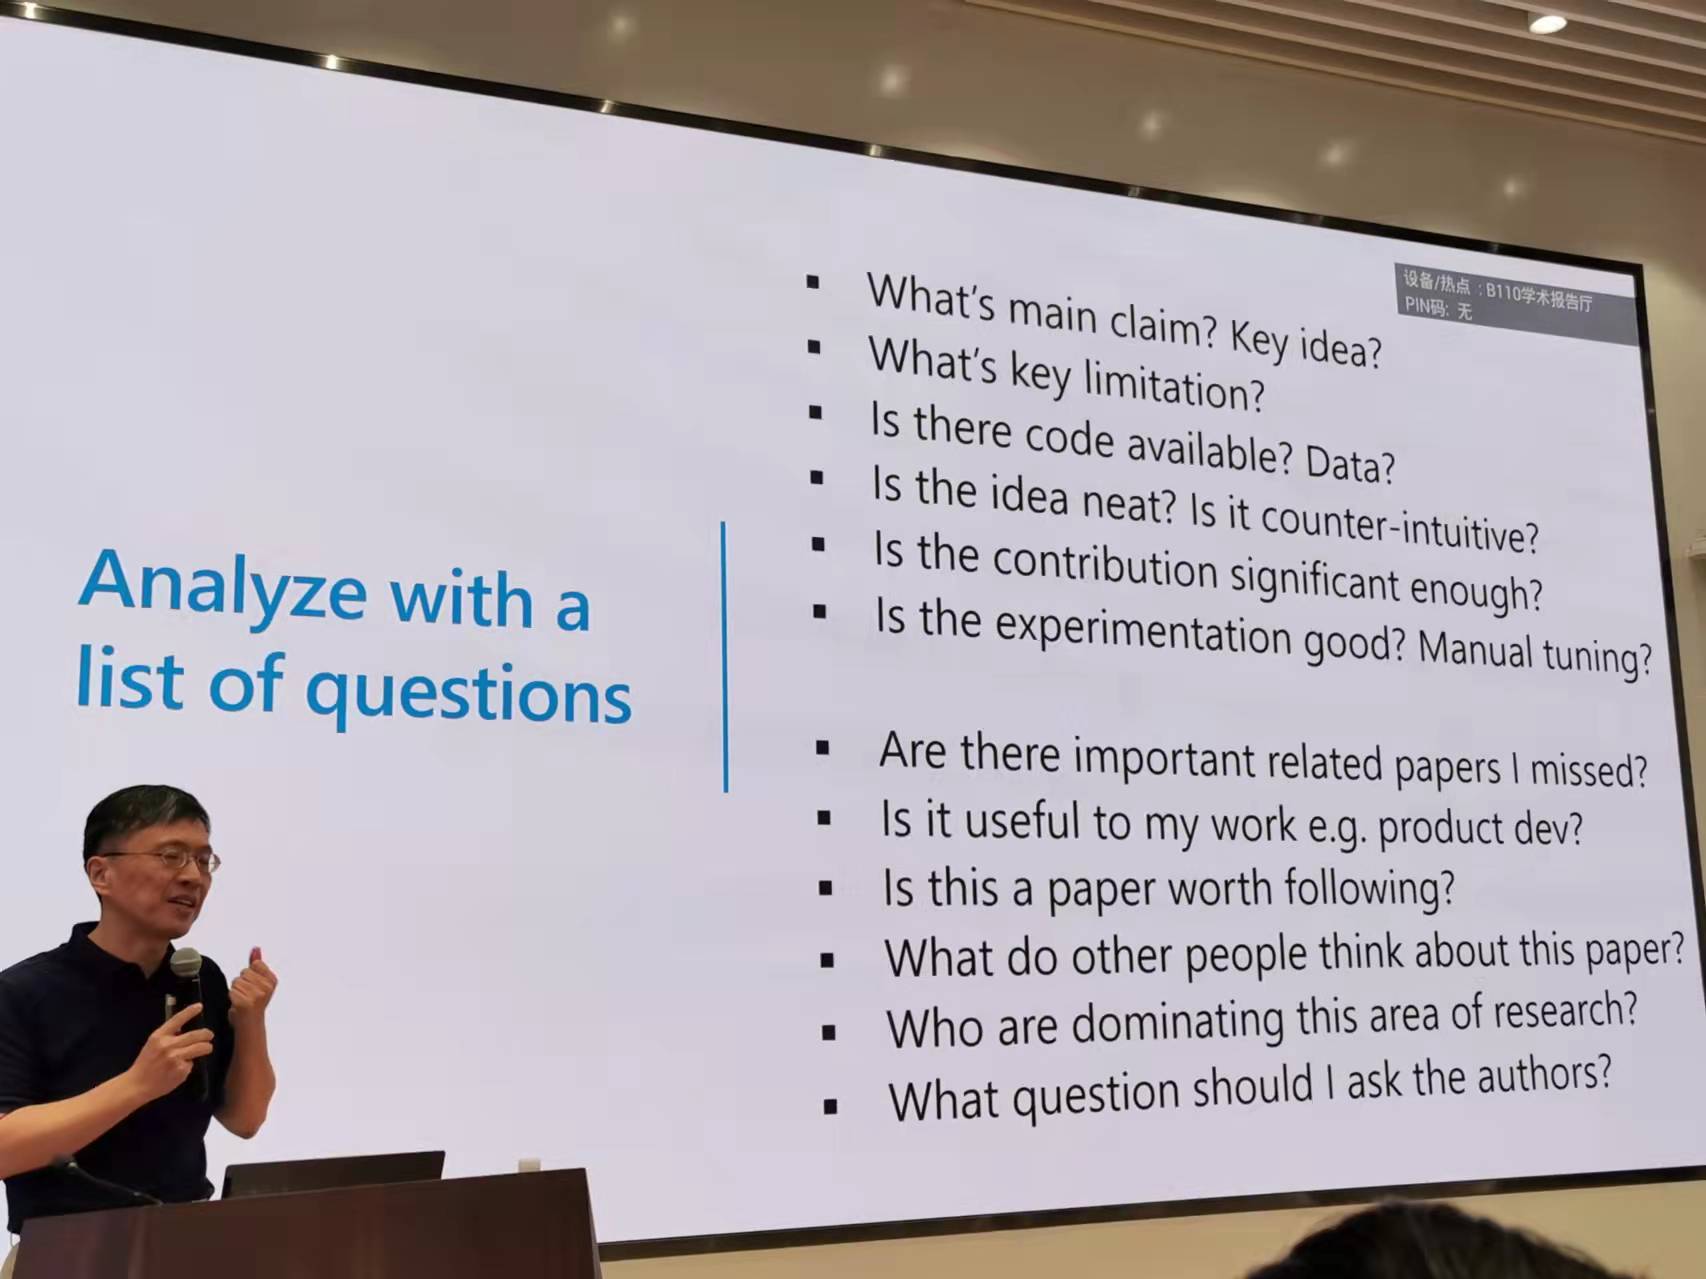 设备/热点 : B110学术报告厅
PIN码: 无
Analyze with a
list of questions
▪ What's main claim? Key idea?
▪ What's key limitation?
▪ Is there code available? Data?
▪ Is the idea neat? Is it counter-intuitive?
▪ Is the contribution significant enough?
▪ Is the experimentation good? Manual tuning?
▪ Are there important related papers I missed?
▪ Is it useful to my work e.g. product dev?
▪ Is this a paper worth following?
▪ What do other people think about this paper?
▪ Who are dominating this area of research?
▪ What question should I ask the authors?